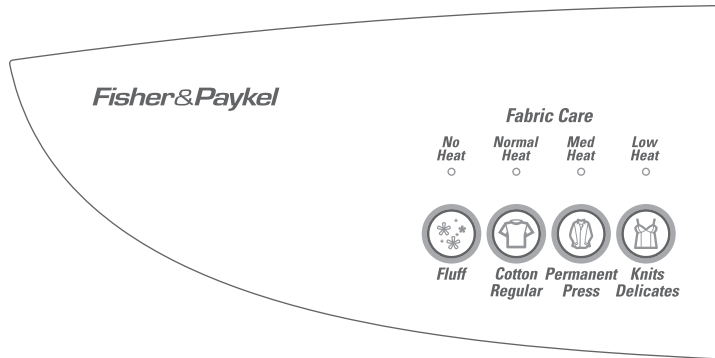 Fisher&Paykel
Fabric Care
No Heat
Normal Heat
Med Heat
Low Heat
Fluff
Cotton Regular
Permanent Press
Knits Delicates